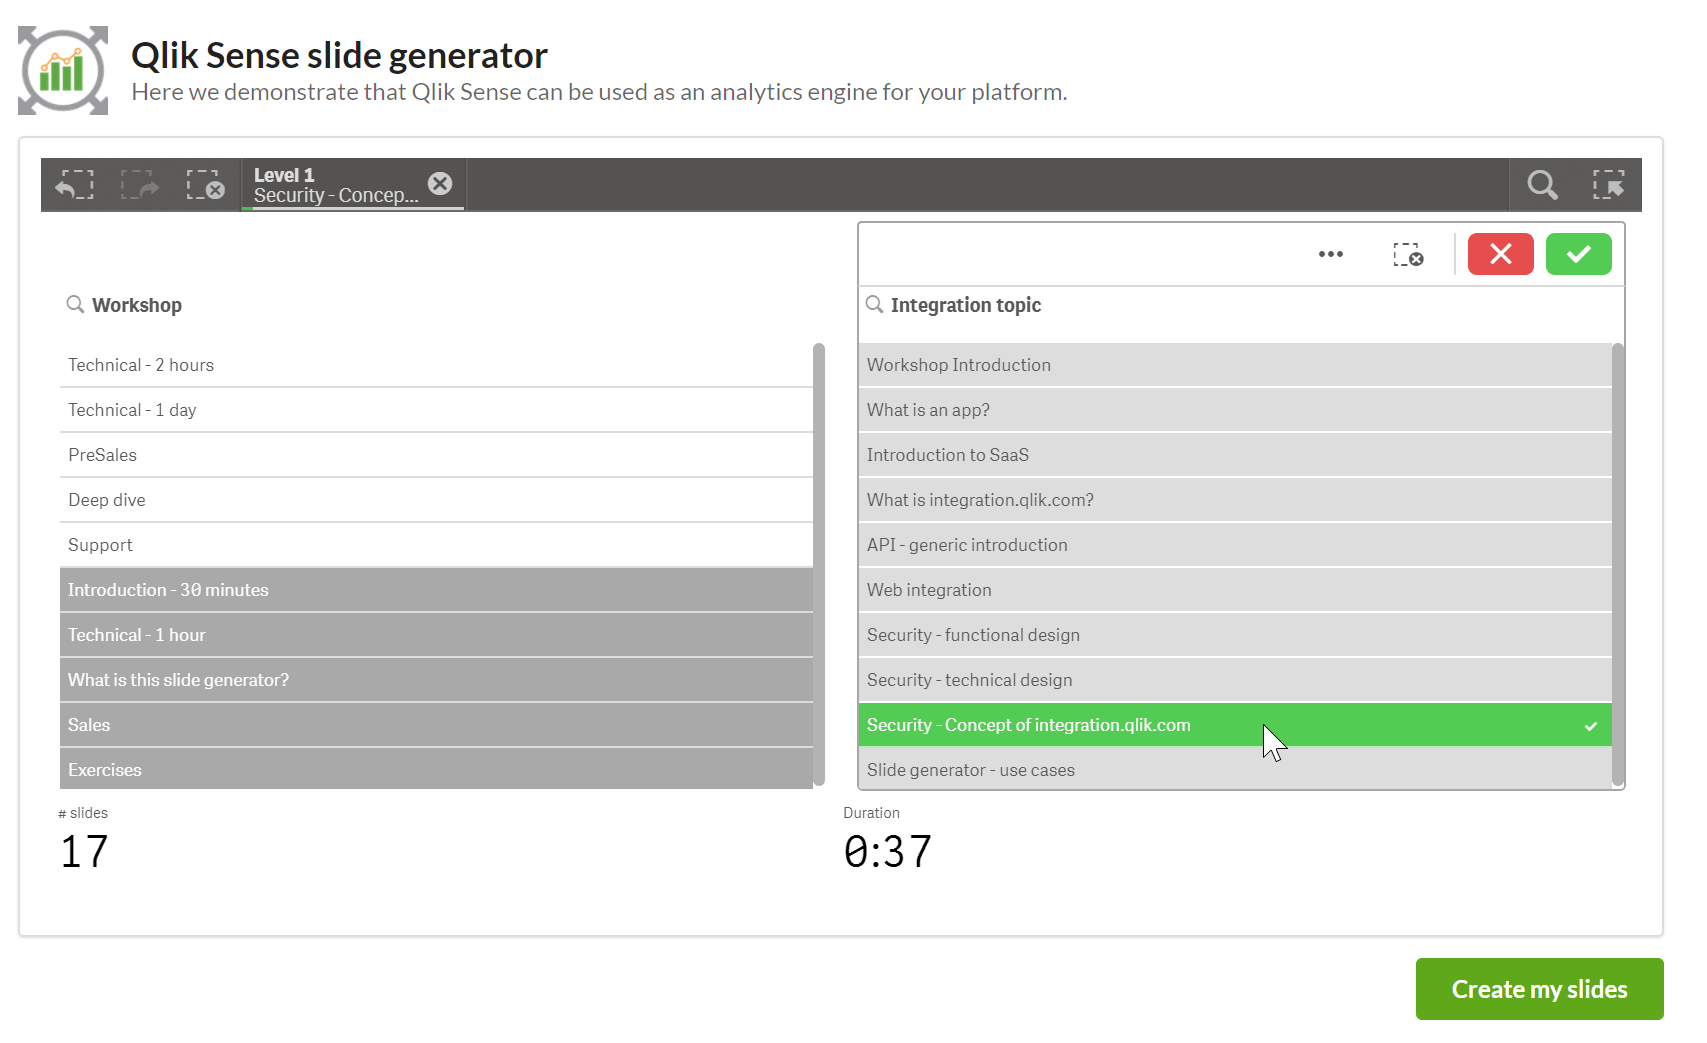 Qlik Sense slide generator
Here we demonstrate that Qlik Sense can be used as an analytics engine for your platform.
Level 1
Security - Concep...
Workshop
Technical - 2 hours
Technical - 1 day
PreSales
Deep dive
Support
Introduction - 30 minutes
Technical - 1 hour
What is this slide generator?
Sales
Exercises
Integration topic
Workshop Introduction
What is an app?
Introduction to SaaS
What is integration.qlik.com?
API - generic introduction
Web integration
Security - functional design
Security - technical design
Security - Concept of integration.qlik.com
Slide generator - use cases
# slides
17
Duration
0:37
Create my slides